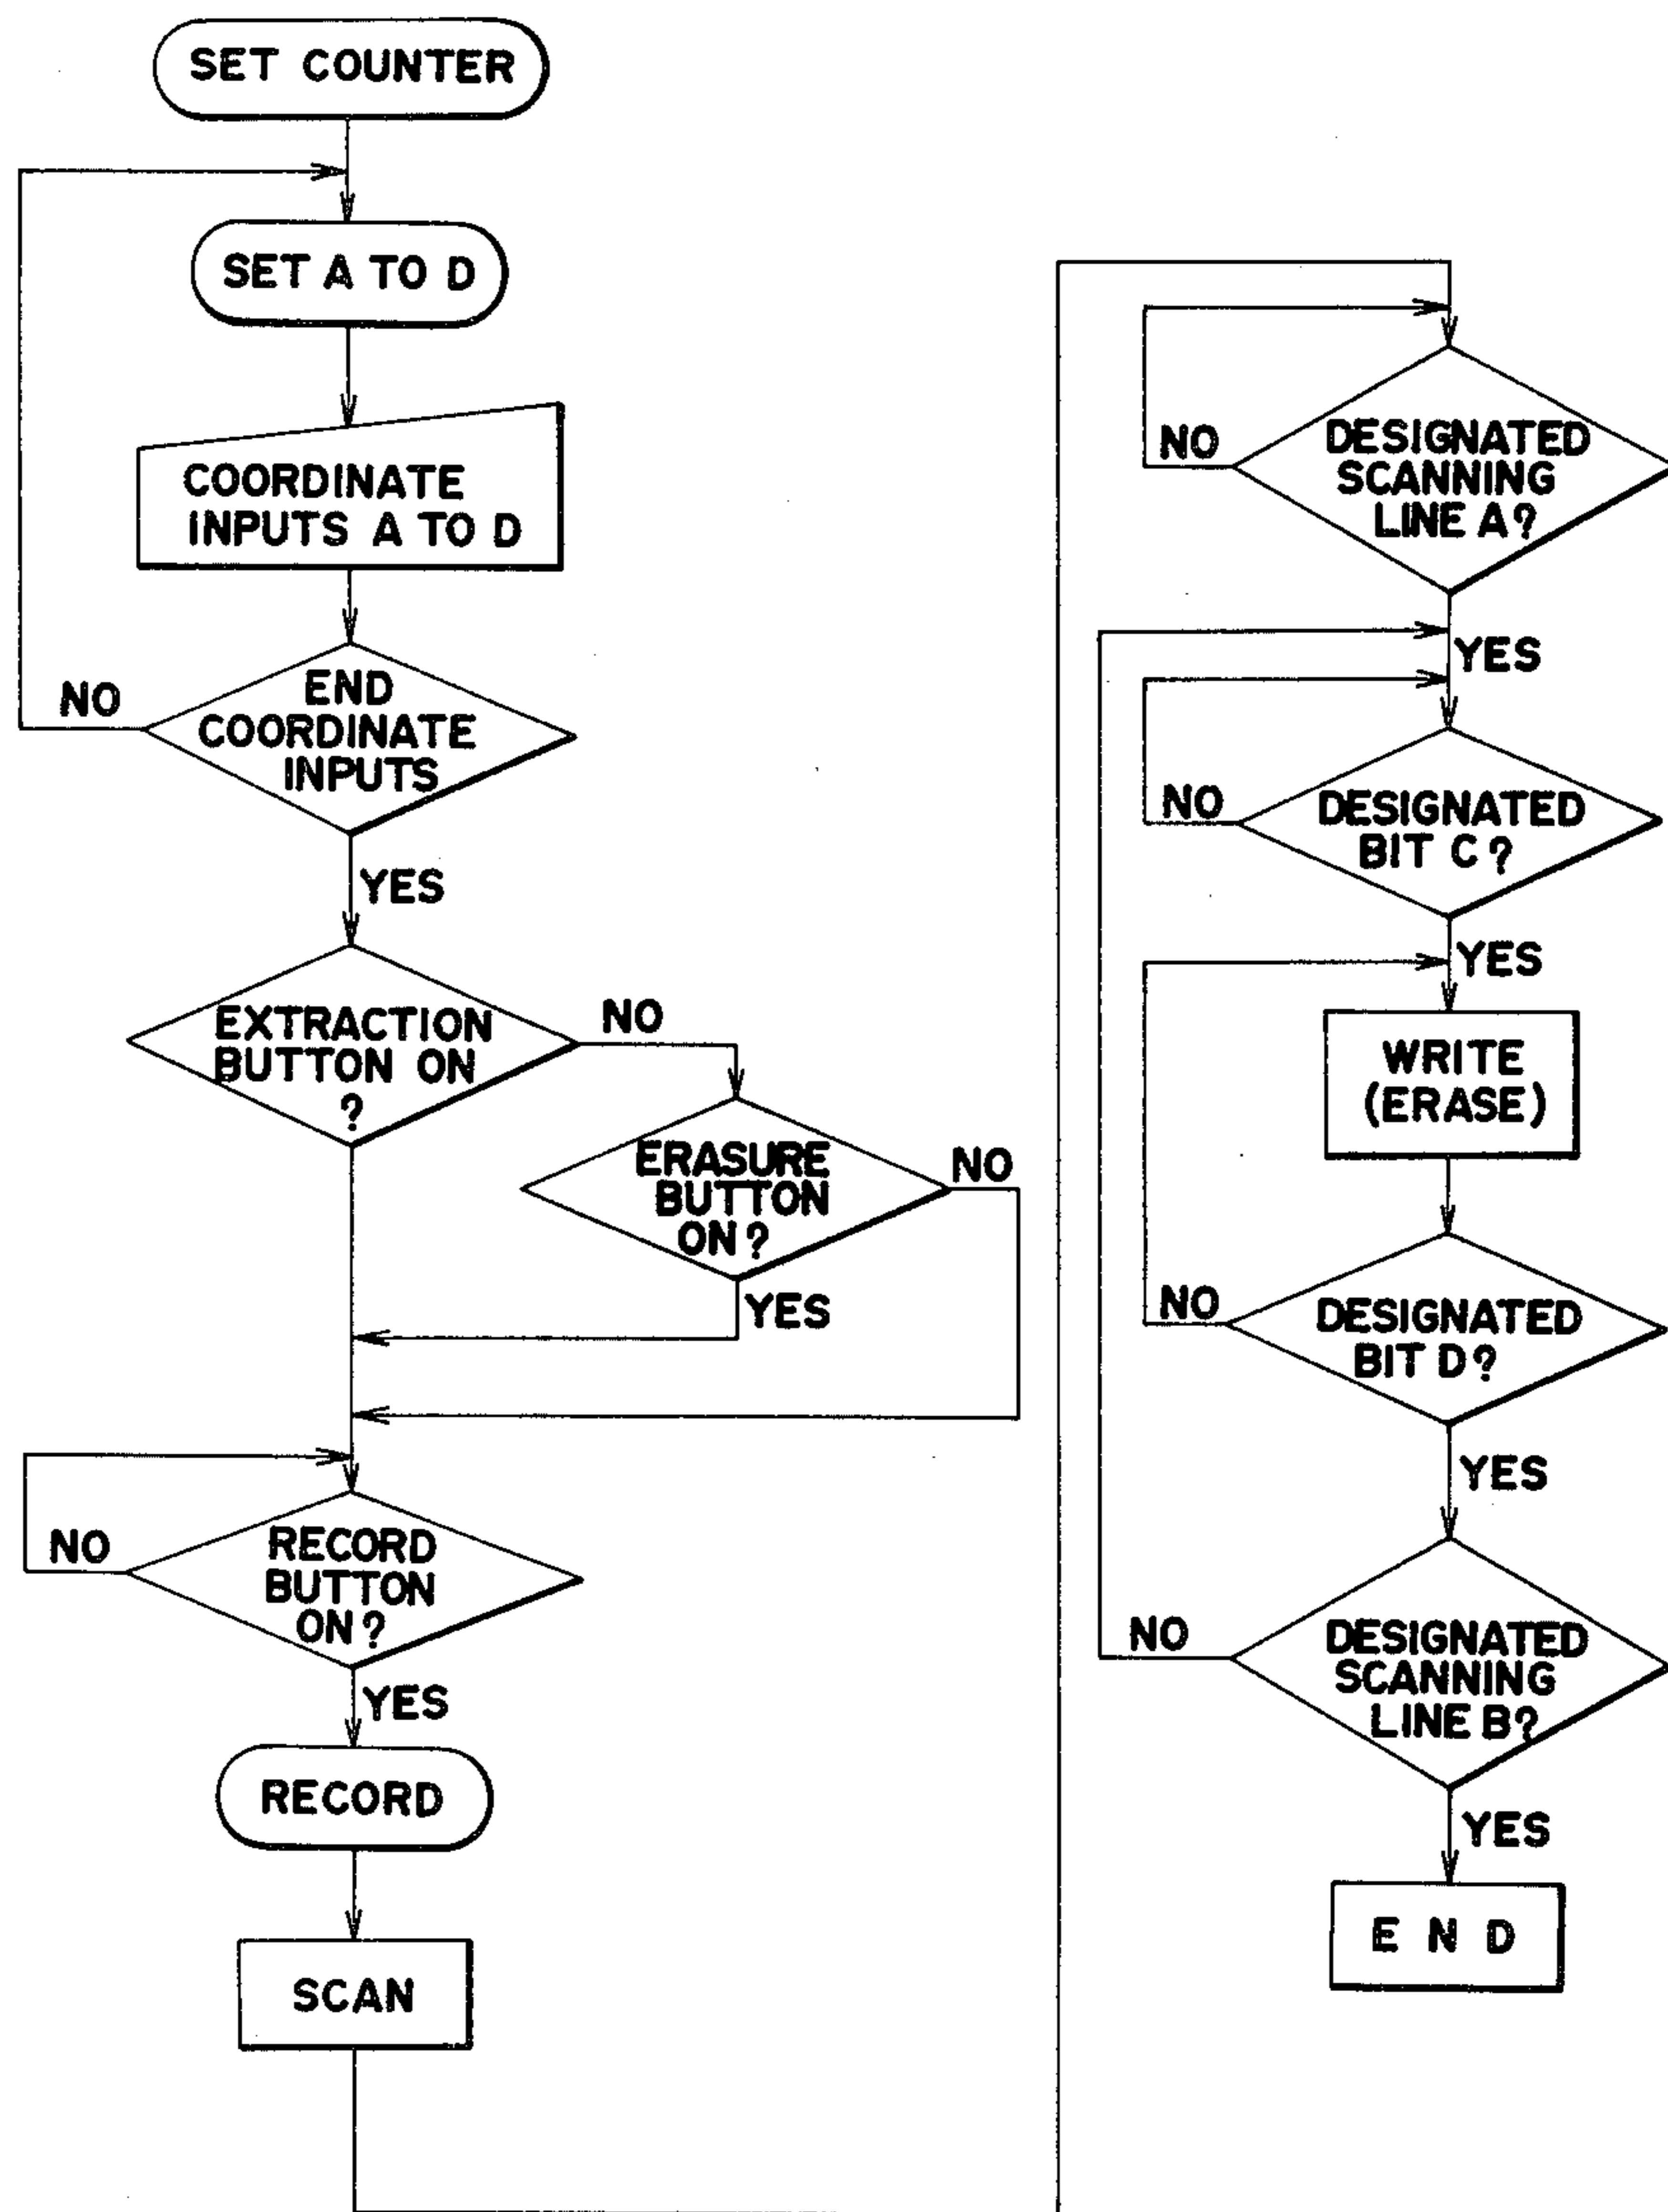 SET COUNTER
SET A TO D
COORDINATE
INPUTS A TO D
END
COORDINATE
INPUTS
NO
YES
EXTRACTION
BUTTON ON
?
NO
ERASURE
BUTTON
ON?
NO
YES
RECORD
BUTTON
ON?
NO
YES
RECORD
SCAN
DESIGNATED
SCANNING
LINE A?
NO
YES
DESIGNATED
BIT C?
NO
YES
WRITE
(ERASE)
DESIGNATED
BIT D?
NO
YES
DESIGNATED
SCANNING
LINE B?
NO
YES
END